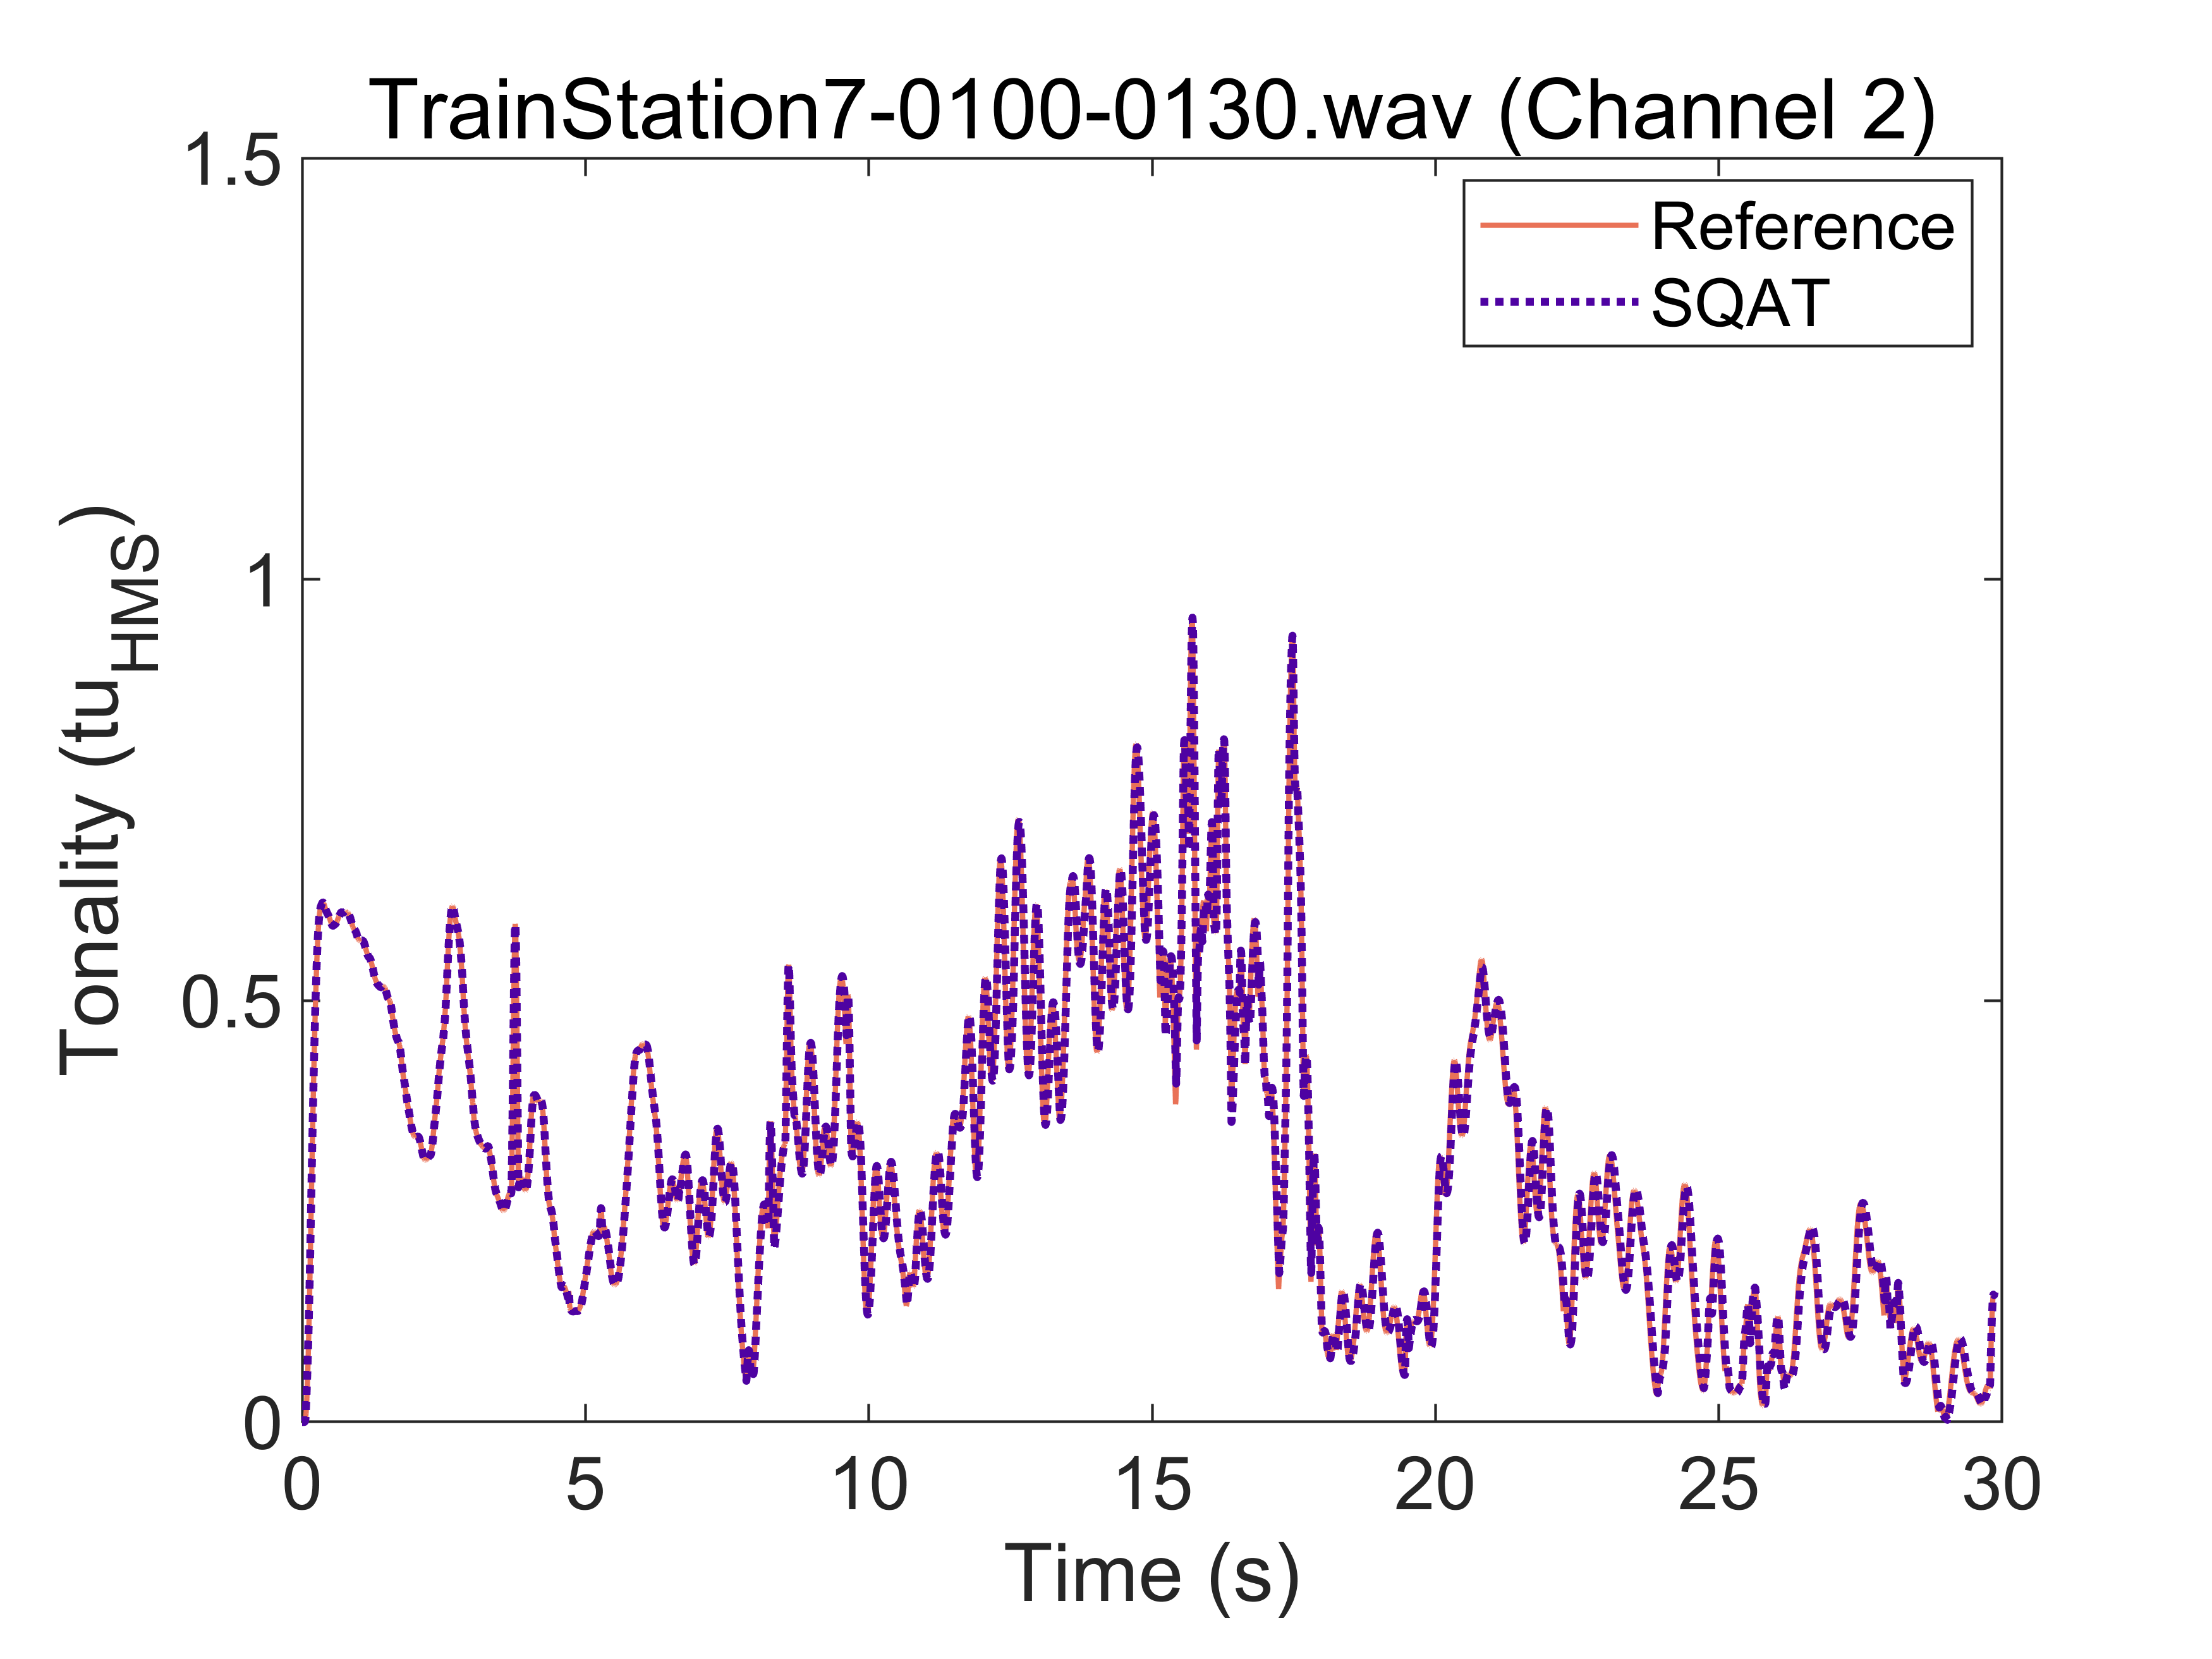 TrainStation7-0100-0130.wav (Channel 2)
Reference
SQAT
1.5
1
0.5
0
Tonality (tu_HMS)
0 5 10 15 20 25 30
Time (s)